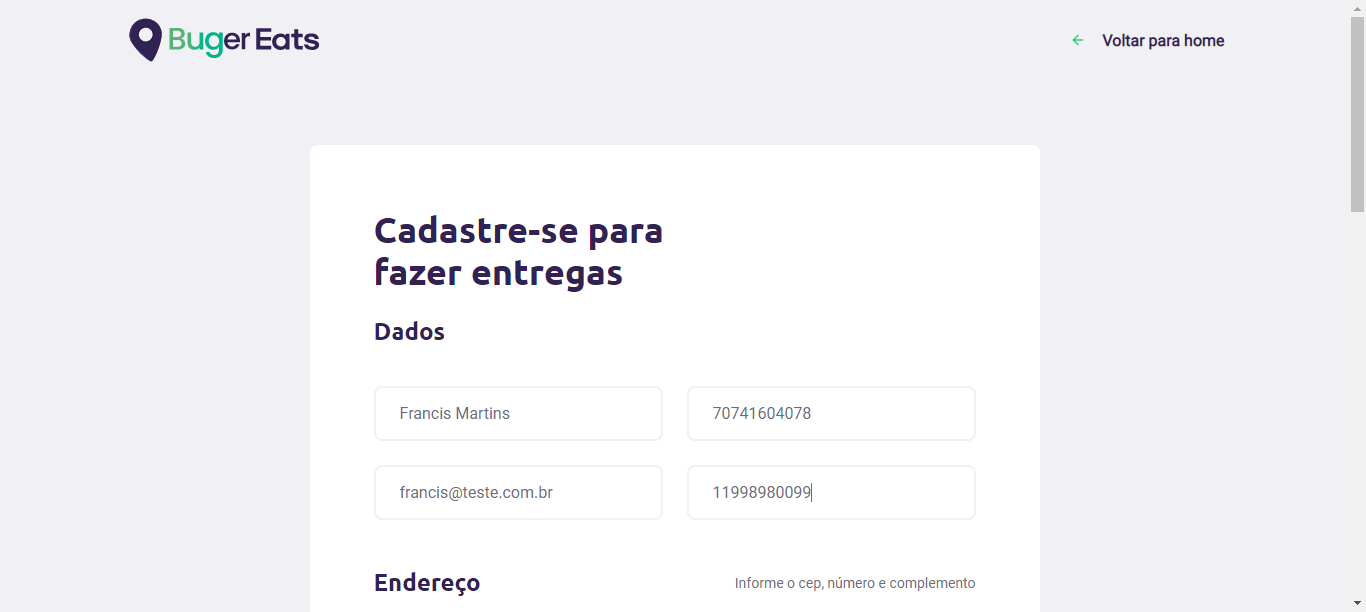 Buger Eats
Voltar para home
Cadastre-se para
fazer entregas
Dados
Francis Martins
70741604078
francis@teste.com.br
11998980099
Endereço
Informe o cep, número e complemento